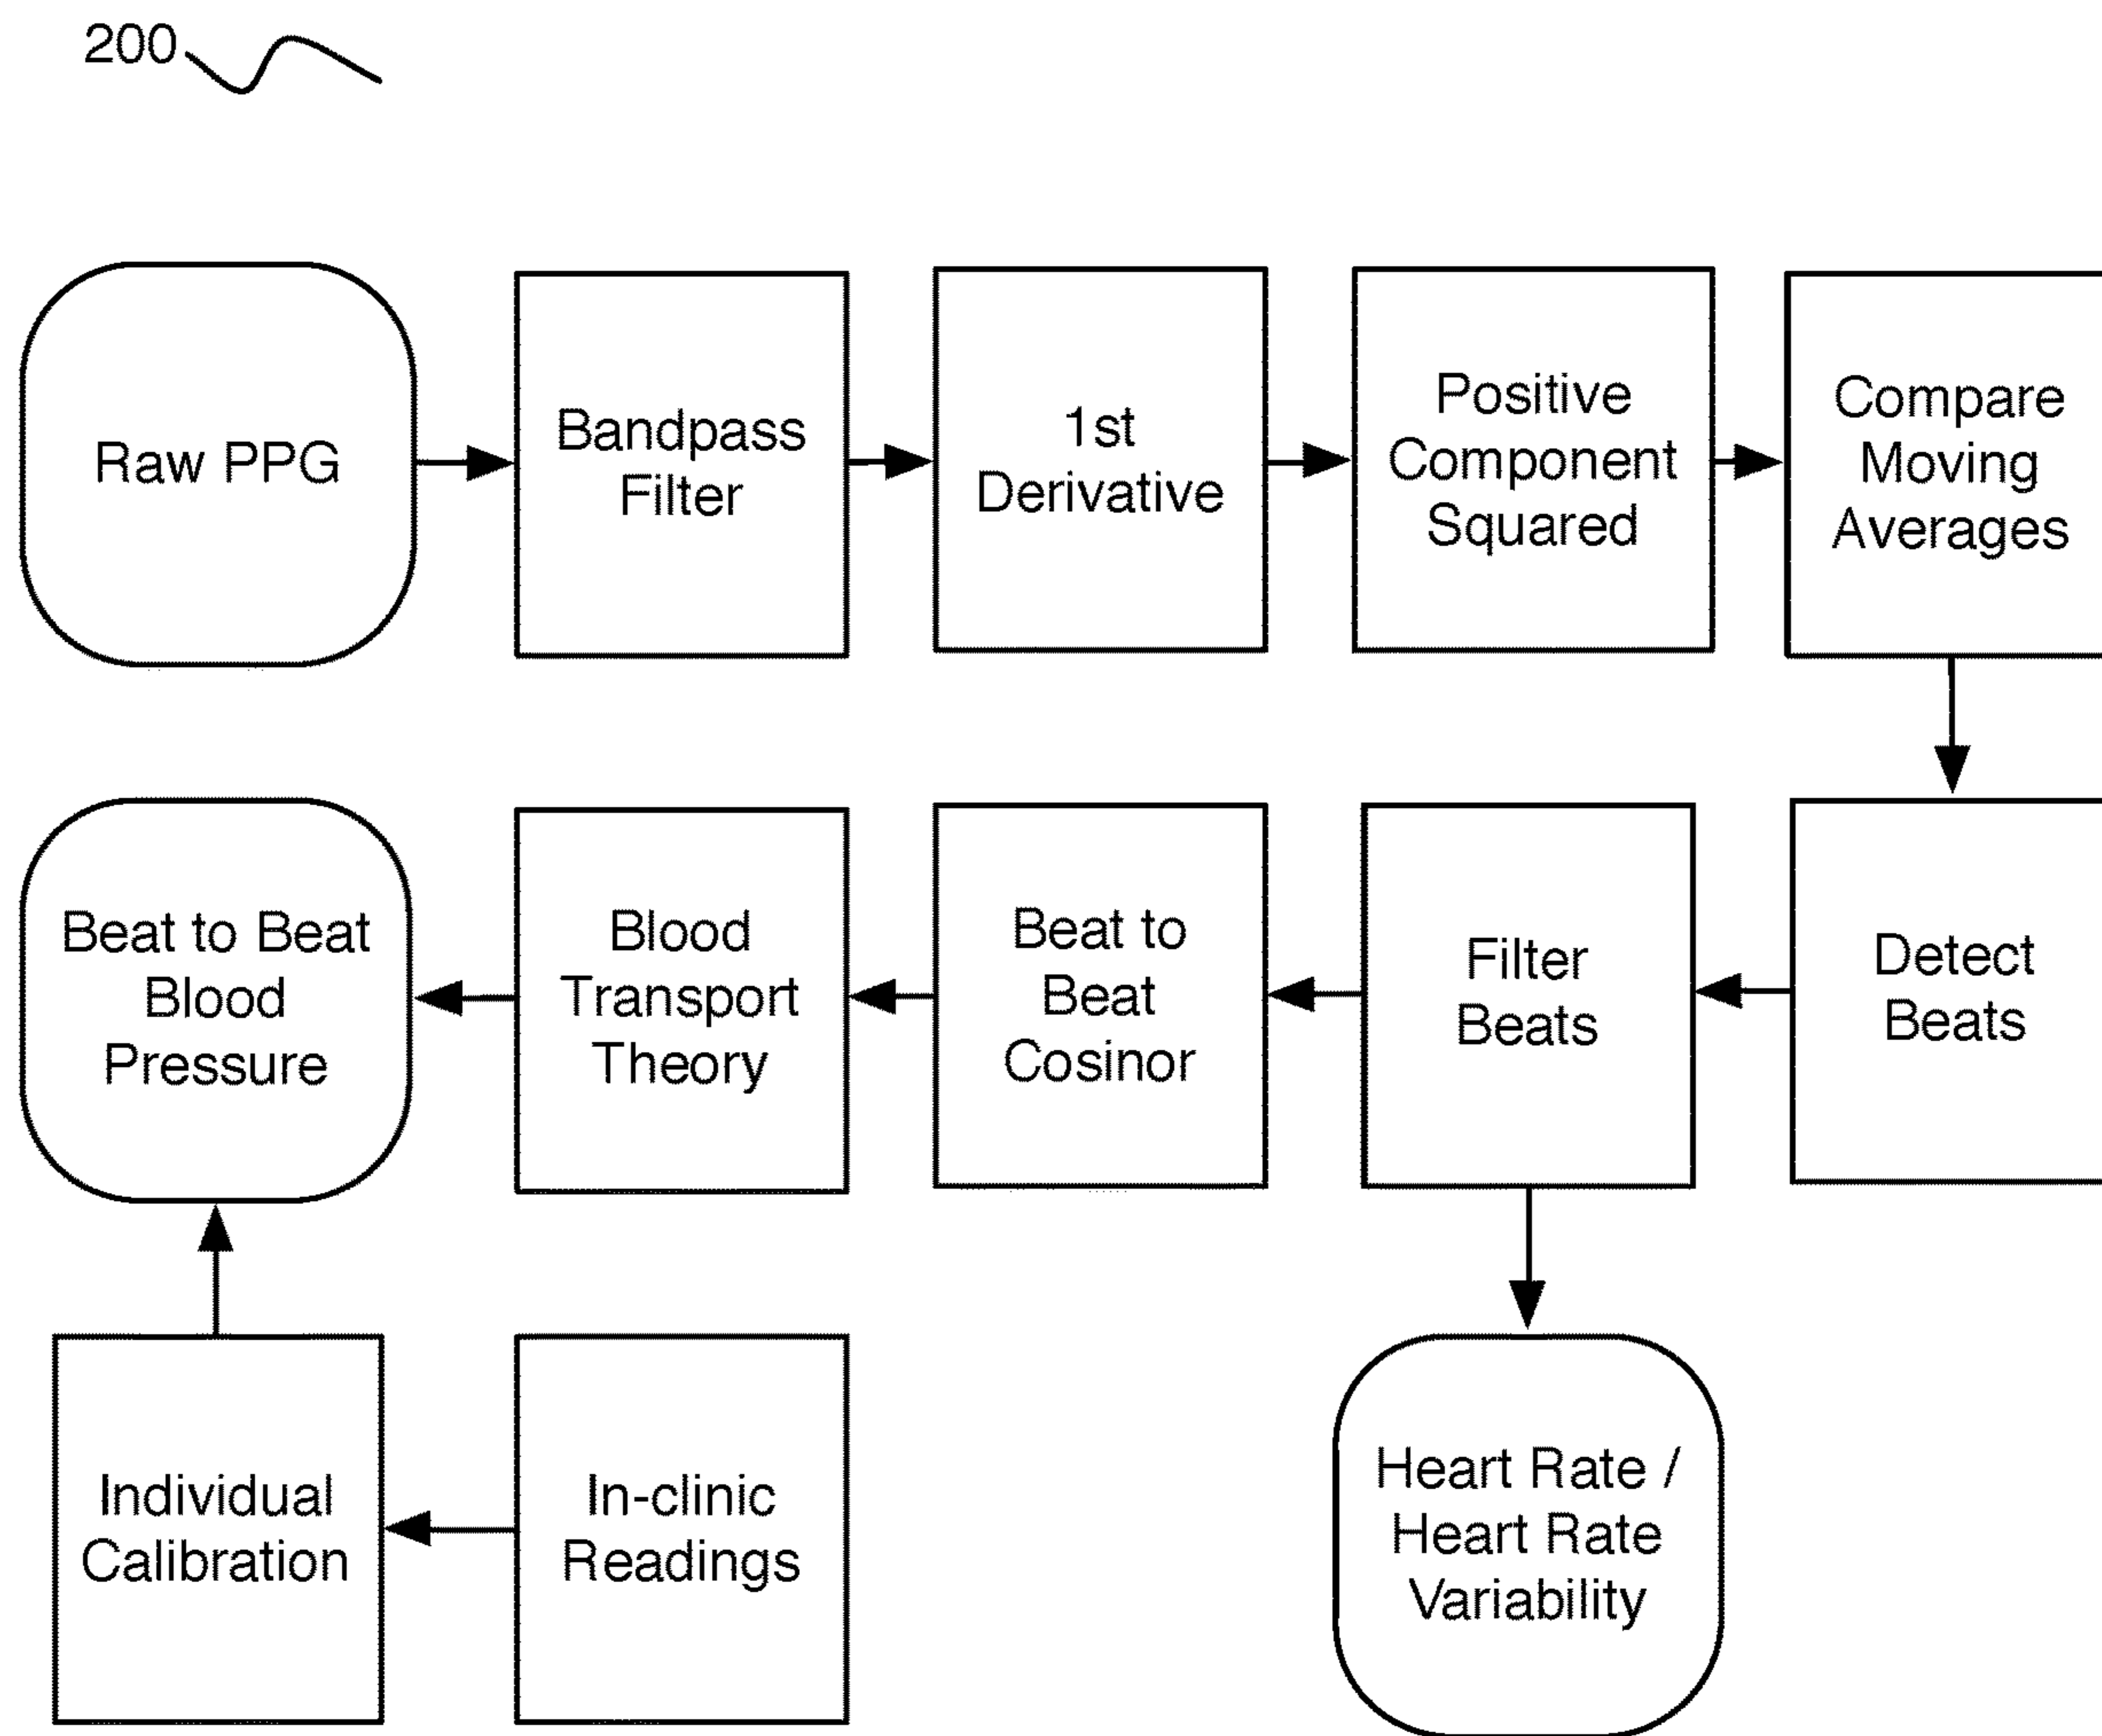 200
Raw PPG
Bandpass
Filter
1st
Derivative
Positive
Component
Squared
Compare
Moving
Averages
Beat to Beat
Blood
Pressure
Blood
Transport
Theory
Beat to
Beat
Cosinor
Filter
Beats
Detect
Beats
Individual
Calibration
In-clinic
Readings
Heart Rate /
Heart Rate
Variability